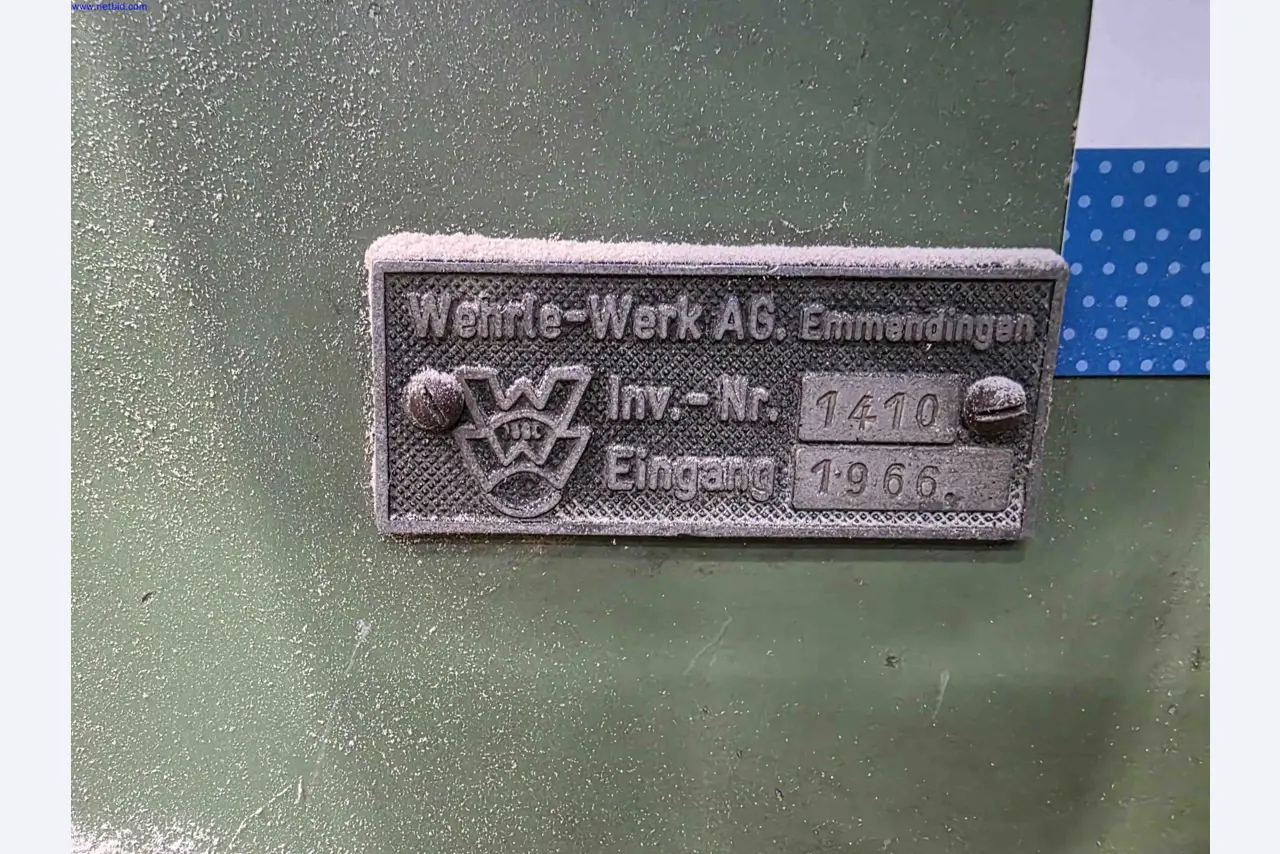 www.netbid.com
Wehrle-Werk AG. Emmendingen
W
W
Inv.-Nr. 1410
Eingang 1966.